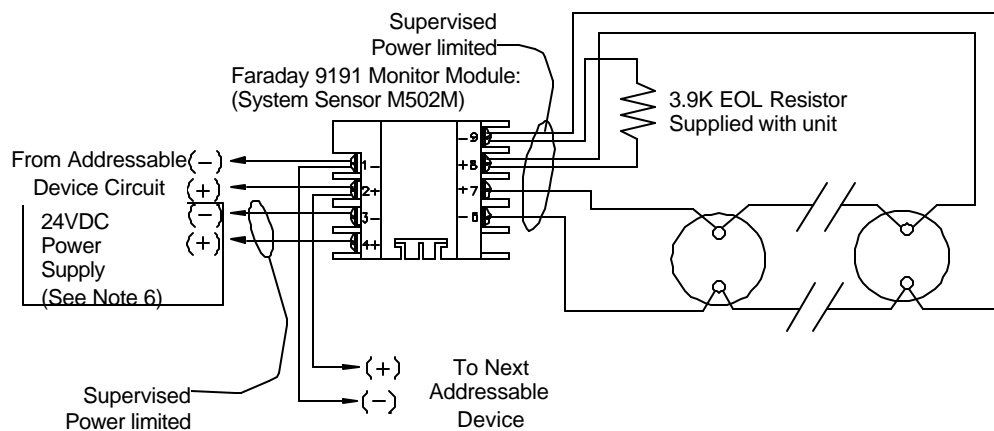 Supervised
Power limited
Faraday 9191 Monitor Module:
(System Sensor M502M)
3.9K EOL Resistor
Supplied with unit
From Addressable (-)
Device Circuit (+)
24VDC (-)
Power (+)
Supply
(See Note 6)
1-
2+
3-
4+
-9
+8
+7
-6
(+) To Next
Addressable
(-)
Device
Supervised
Power limited